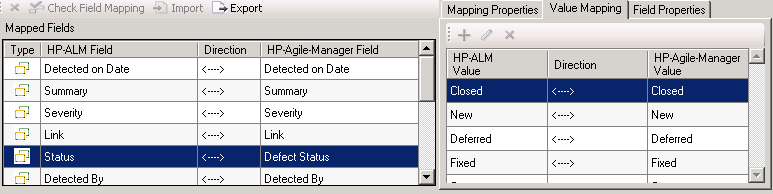 Check Field Mapping Import Export
Mapped Fields
Type HP-ALM Field Direction HP-Agile-Manager Field
Detected on Date <----> Detected on Date
Summary <----> Summary
Severity <----> Severity
Link <----> Link
Status <----> Defect Status
Detected By <----> Detected By
Mapping Properties Value Mapping Field Properties
HP-ALM Value Direction HP-Agile-Manager Value
Closed <----> Closed
New <----> New
Deferred <----> Deferred
Fixed <----> Fixed